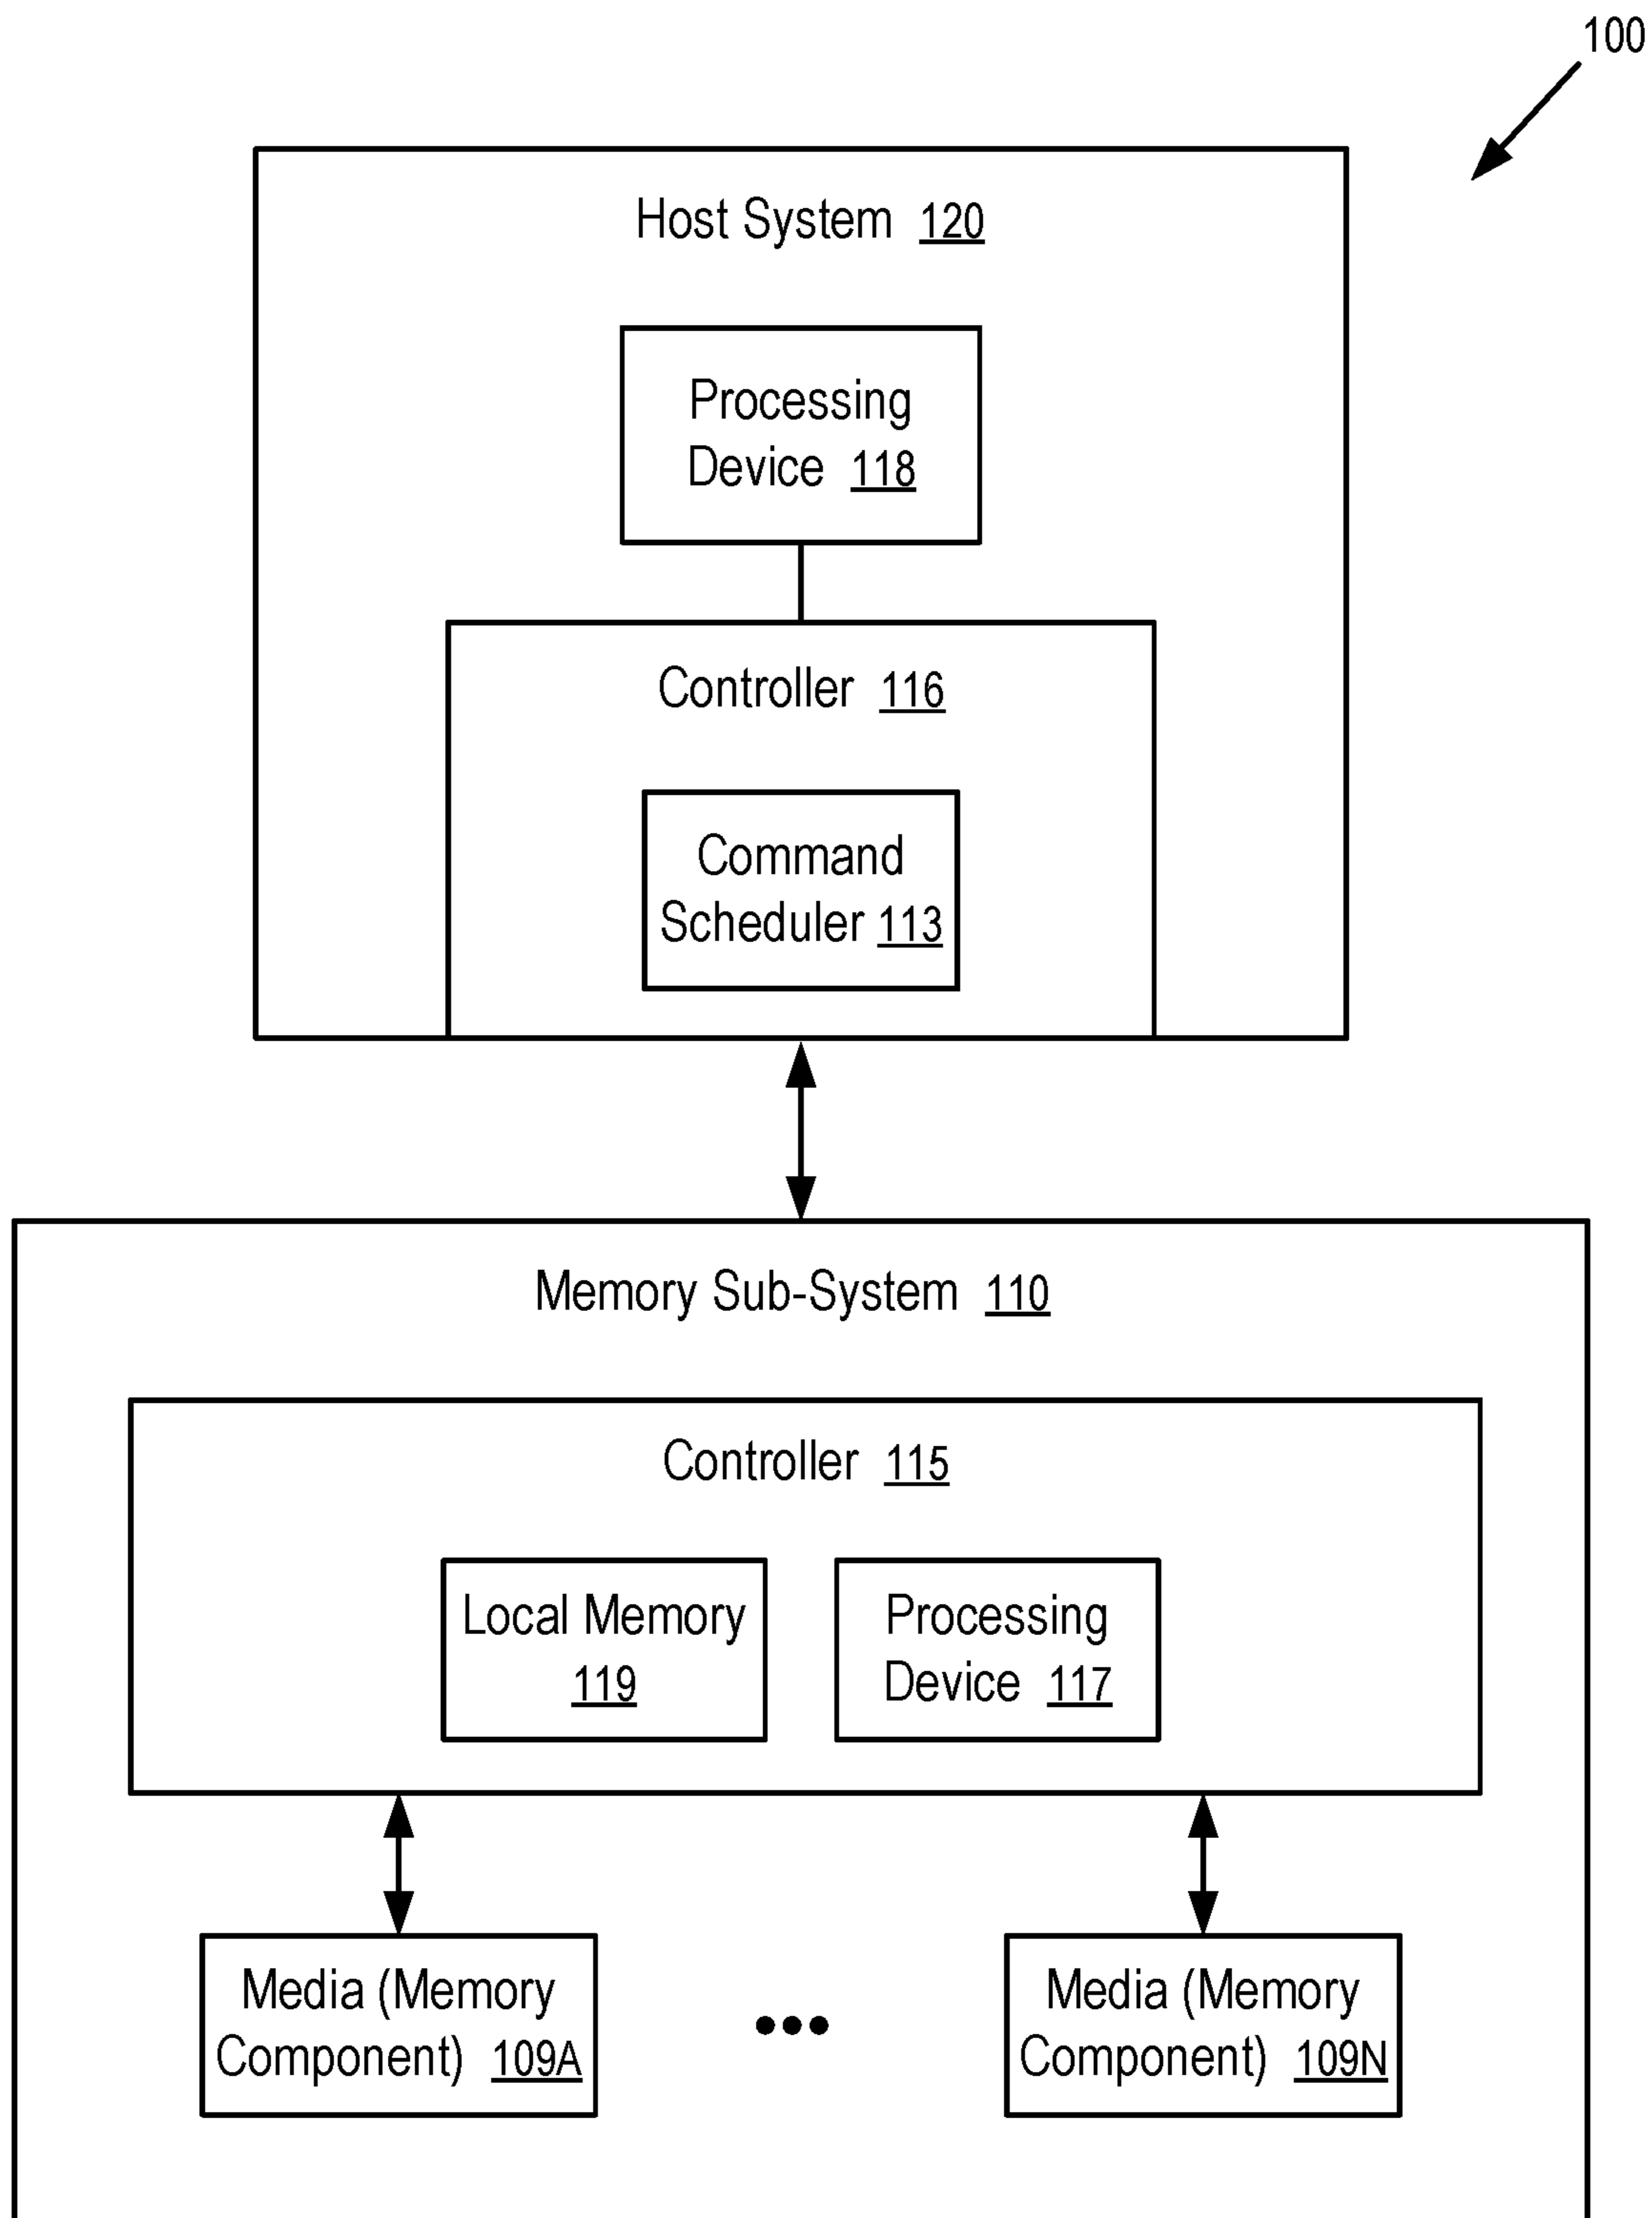 100
Host System 120
Processing
Device 118
Controller 116
Command
Scheduler 113
Memory Sub-System 110
Controller 115
Local Memory
119
Processing
Device 117
Media (Memory
Component) 109A
Media (Memory
Component) 109N